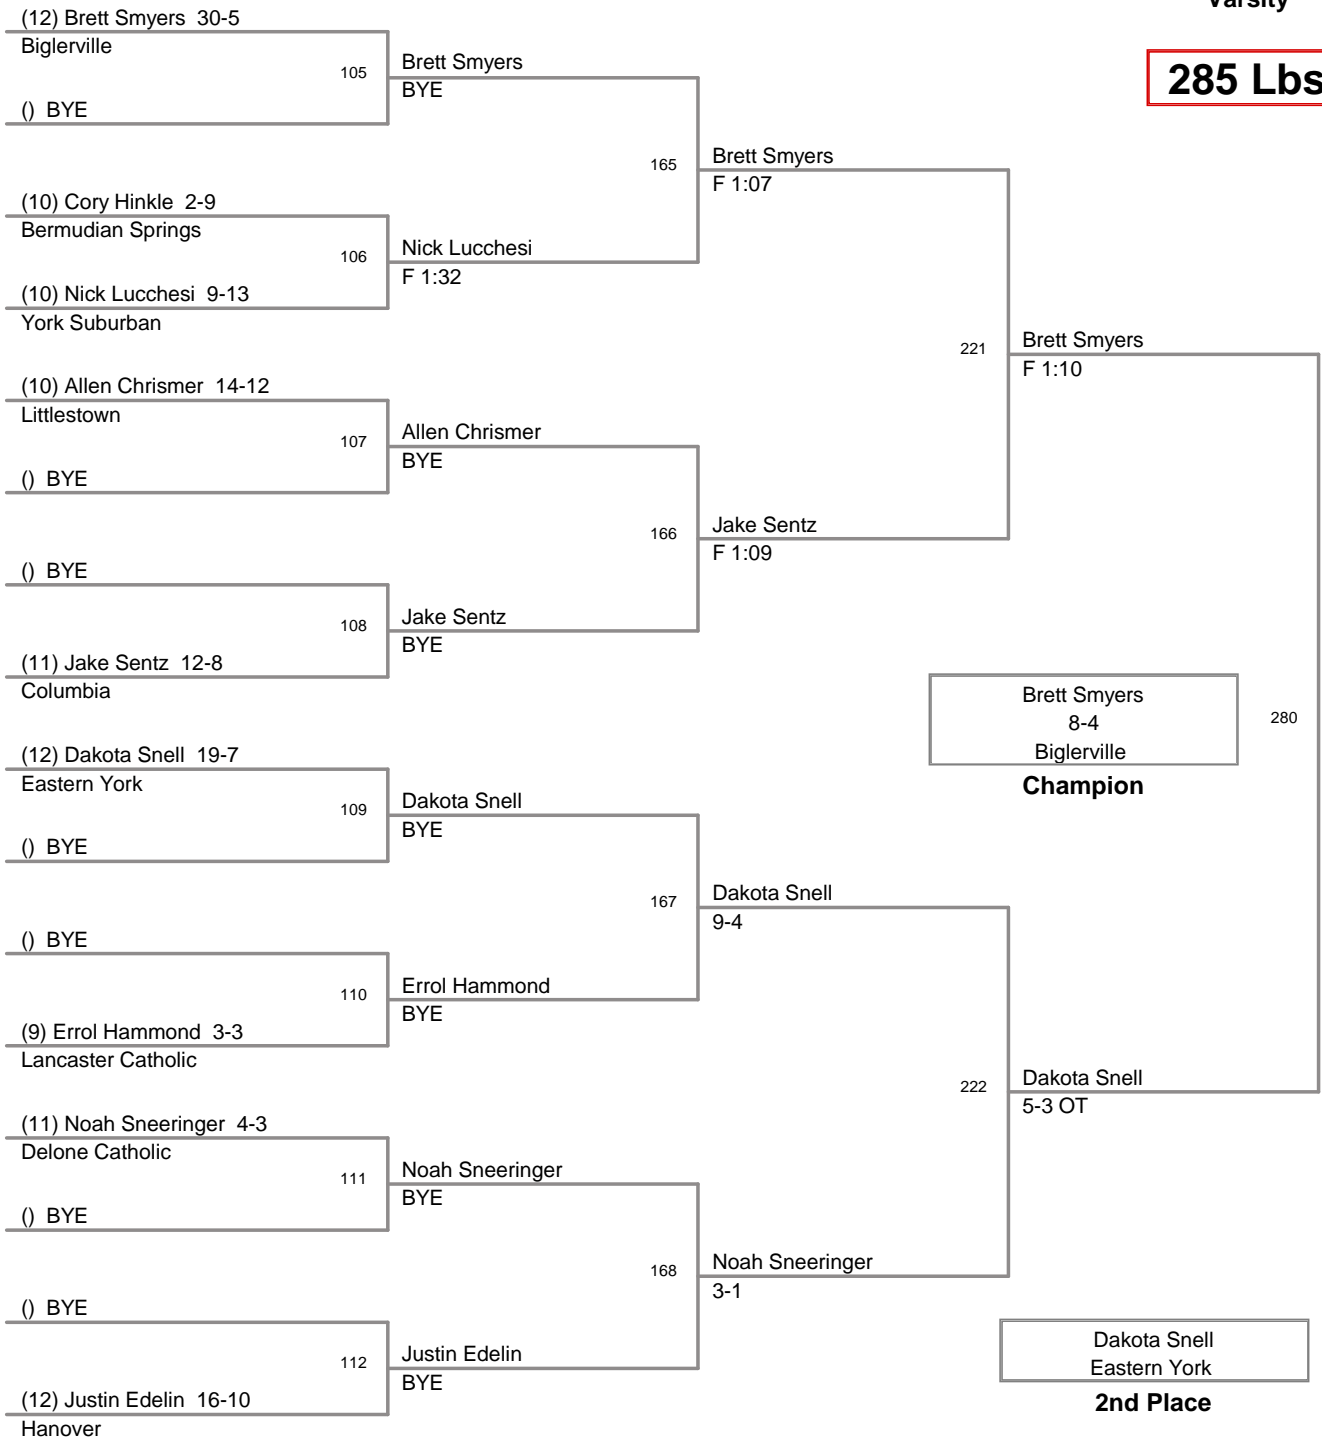 Varsity
285 Lbs
(12) Brett Smyers 30-5
Biglerville
105
() BYE
Brett Smyers
BYE
(10) Cory Hinkle 2-9
Bermudian Springs
106
(10) Nick Lucchesi 9-13
York Suburban
Nick Lucchesi
F 1:32
165
Brett Smyers
F 1:07
(10) Allen Chrismer 14-12
Littlestown
107
() BYE
Allen Chrismer
BYE
() BYE
108
(11) Jake Sentz 12-8
Columbia
Jake Sentz
BYE
166
Jake Sentz
F 1:09
221
Brett Smyers
F 1:10
(12) Dakota Snell 19-7
Eastern York
109
() BYE
Dakota Snell
BYE
() BYE
110
(9) Errol Hammond 3-3
Lancaster Catholic
Errol Hammond
BYE
167
Dakota Snell
9-4
(11) Noah Sneeringer 4-3
Delone Catholic
111
() BYE
Noah Sneeringer
BYE
() BYE
112
(12) Justin Edelin 16-10
Hanover
Justin Edelin
BYE
168
Noah Sneeringer
3-1
222
Dakota Snell
5-3 OT
280
Brett Smyers
8-4
Biglerville
Champion
Dakota Snell
Eastern York
2nd Place